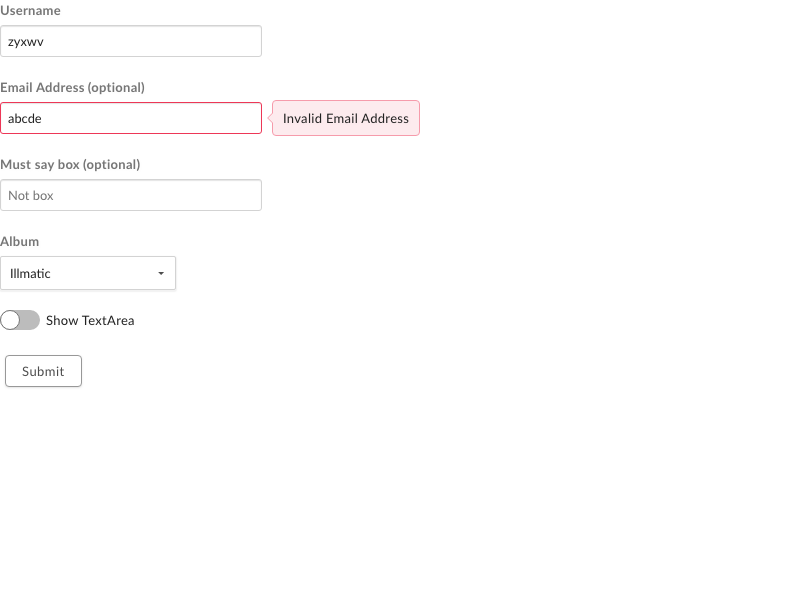 Username
zyxwv
Email Address (optional)
abcde
Invalid Email Address
Must say box (optional)
Not box
Album
Illmatic
Show TextArea
Submit